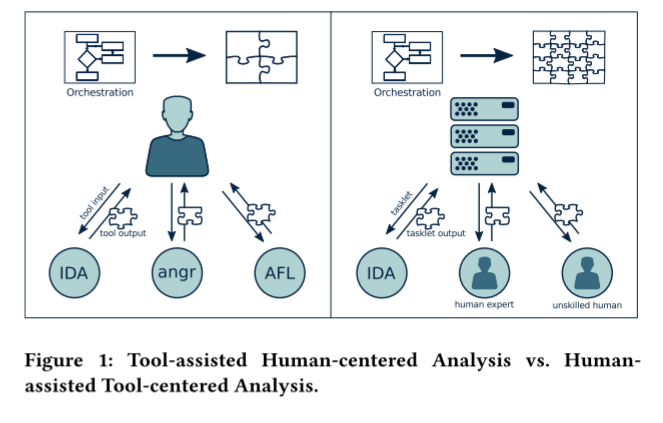 Orchestration
Orchestration
tool input
tool output
IDA
angr
AFL
tasklet
tasklet output
IDA
human expert
unskilled human
Figure 1: Tool-assisted Human-centered Analysis vs. Human-
assisted Tool-centered Analysis.